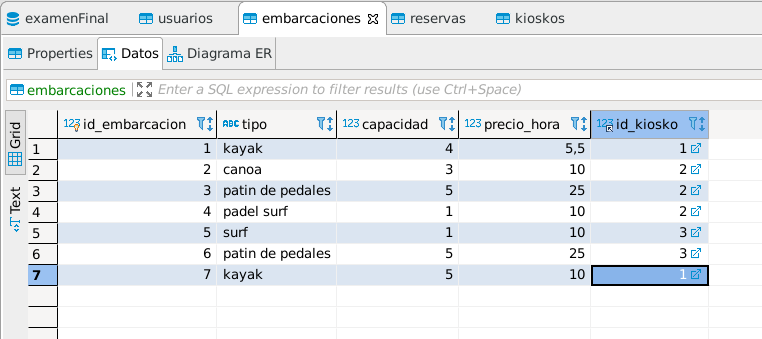 examenFinal usuarios embarcaciones reservas kioskos
Properties Datos Diagrama ER
embarcaciones Enter a SQL expression to filter results (use Ctrl+Space)
Grid
Text
123 id_embarcacion ABC tipo 123 capacidad 123 precio_hora 123 id_kiosko
1 1 kayak 4 5,5 1
2 2 canoa 3 10 2
3 3 patin de pedales 5 25 2
4 4 padel surf 1 10 2
5 5 surf 1 10 3
6 6 patin de pedales 5 25 3
7 7 kayak 5 10 1